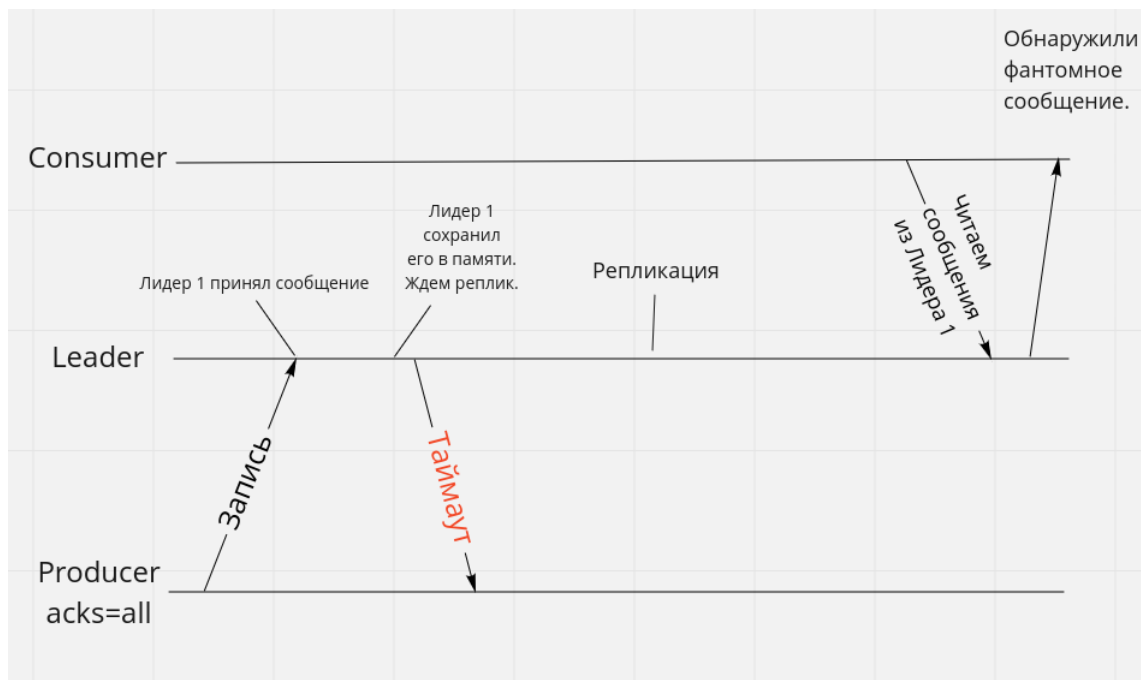 Обнаружили
фантомное
сообщение.
Consumer
Лидер 1
сохранил
его в памяти.
Ждем реплик.
Лидер 1 принял сообщение
Репликация
Читаем
сообщения
из Лидера 1
Leader
Запись
Таймаут
Producer
acks=all